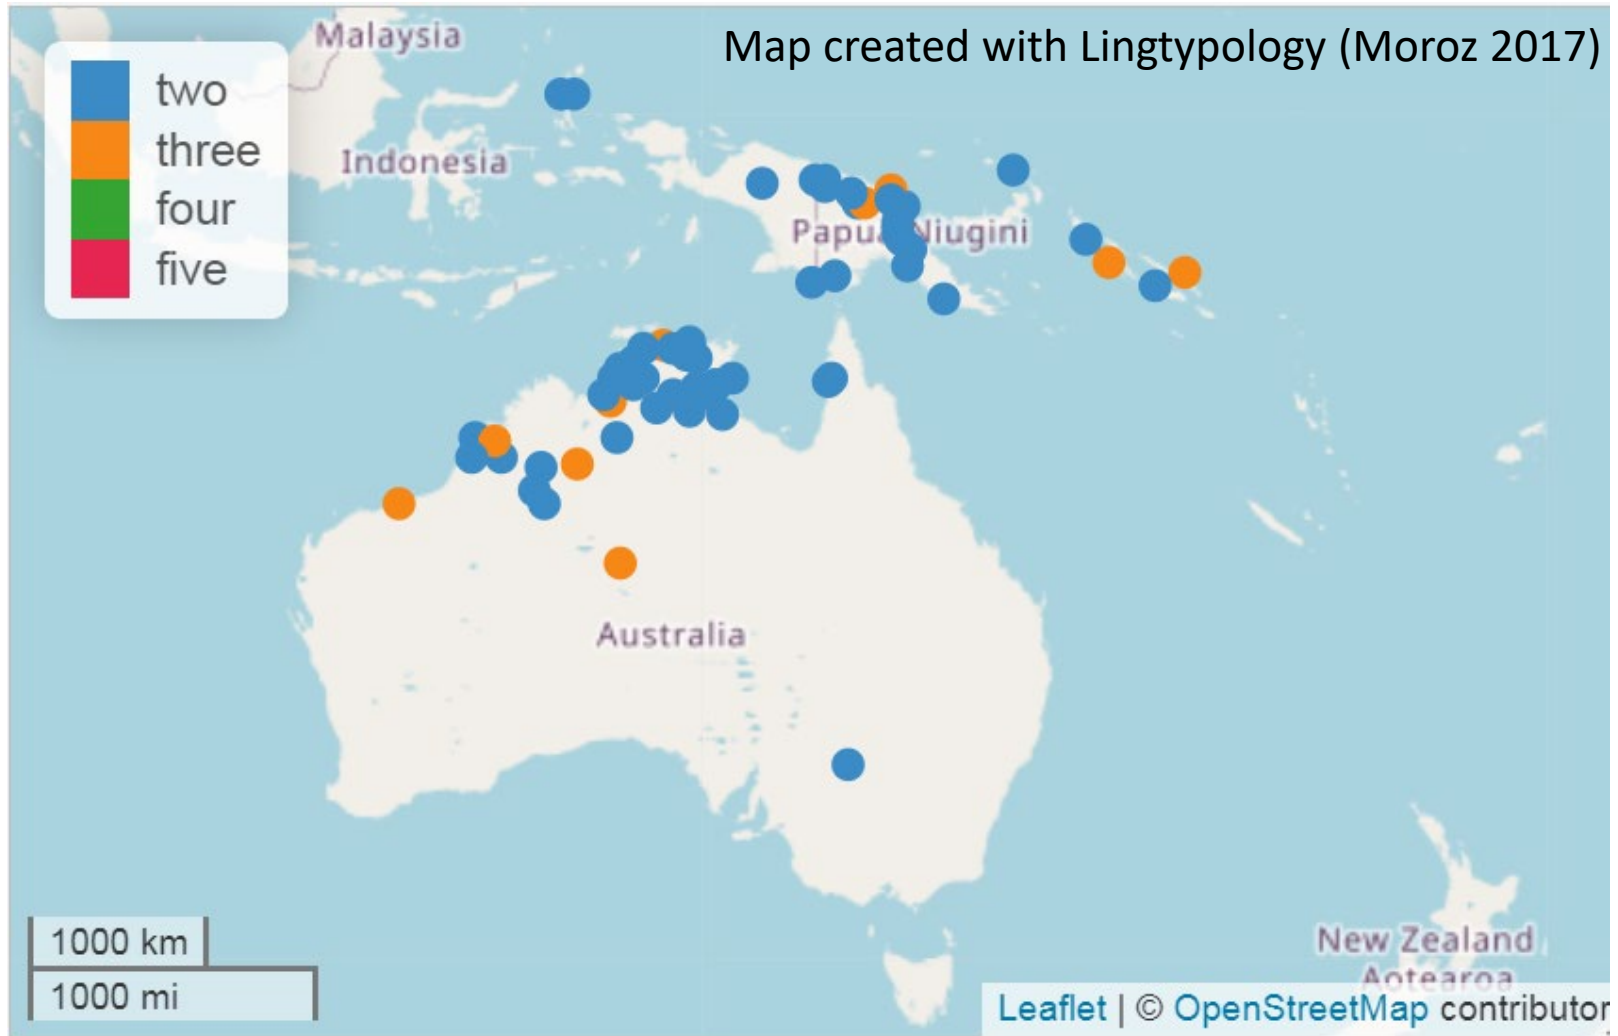 Malaysia
Map created with Lingtypology (Moroz 2017)
two
three
four
five
Indonesia
Papua Niugini
Australia
1000 km
1000 mi
New Zealand
Aotearoa
Leaflet | © OpenStreetMap contributor